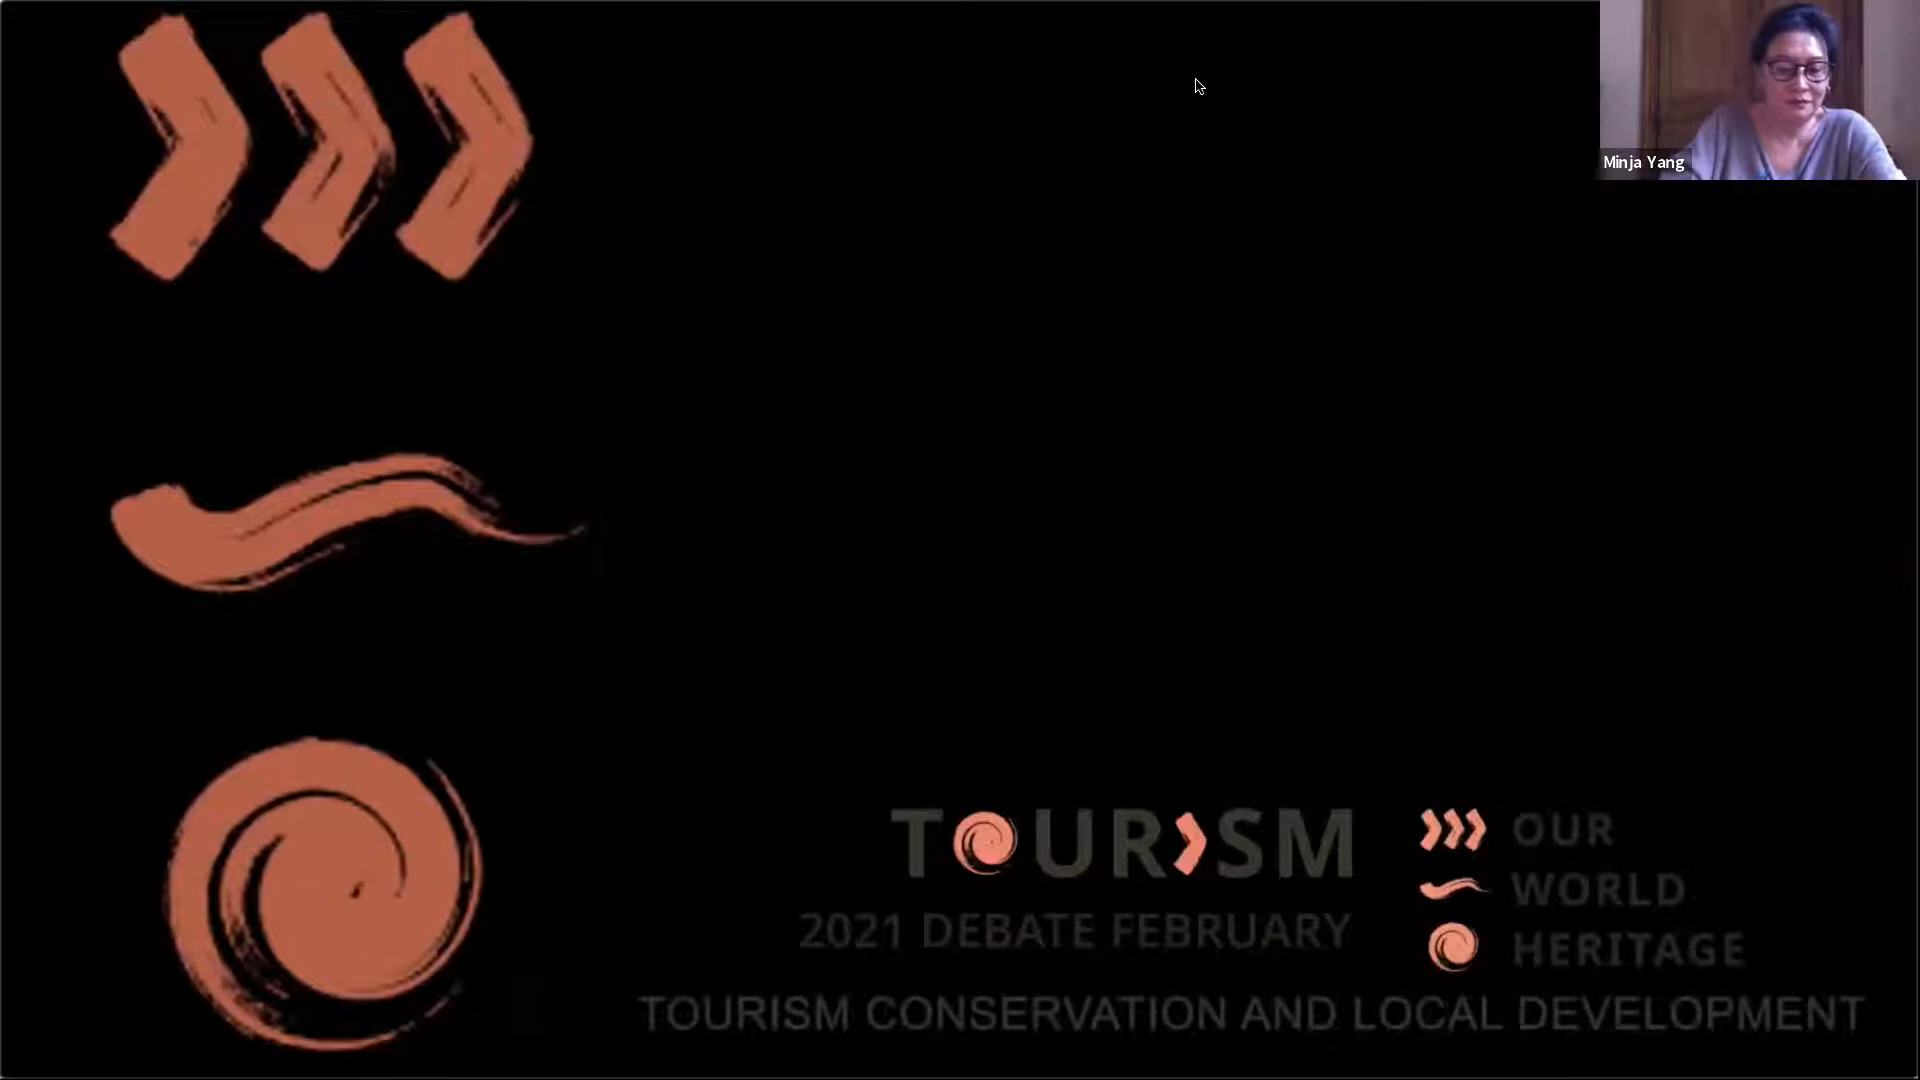 Minja Yang
TOURISM
2021 DEBATE FEBRUARY
OUR
WORLD
HERITAGE
TOURISM CONSERVATION AND LOCAL DEVELOPMENT